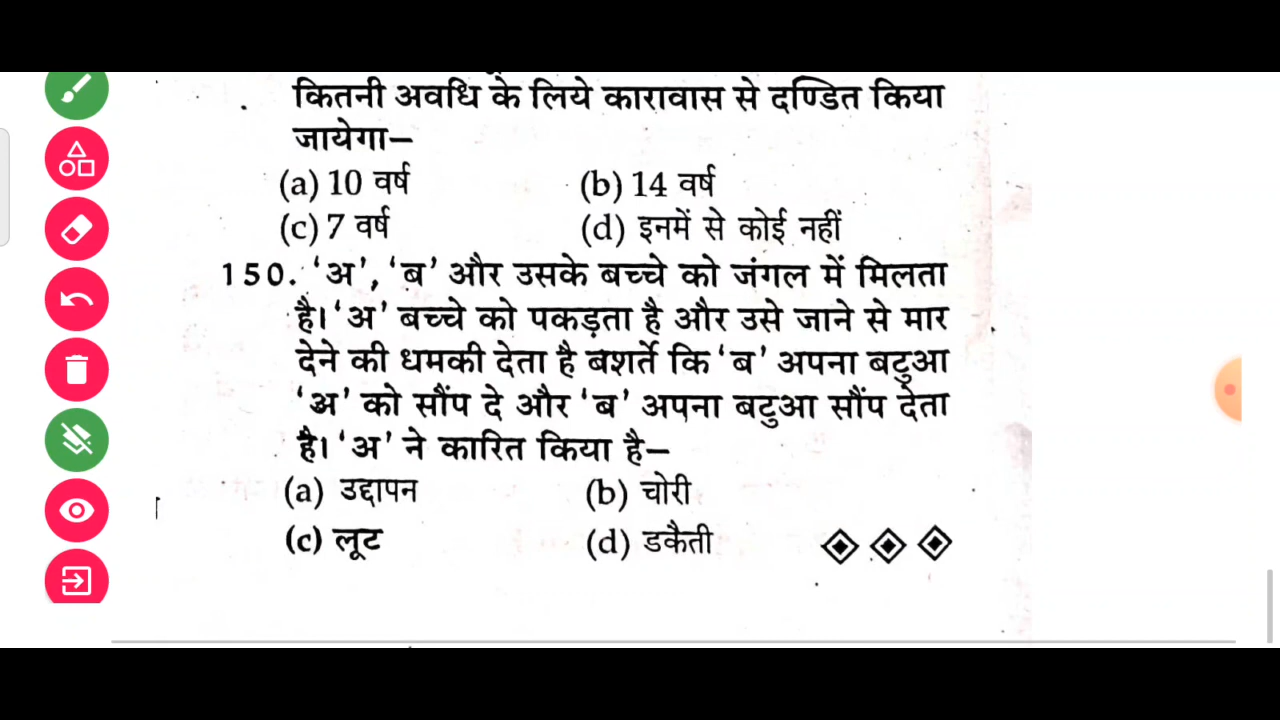 कितनी अवधि के लिये कारावास से दण्डित किया
जायेगा–
(a) 10 वर्ष (b) 14 वर्ष
(c) 7 वर्ष (d) इनमें से कोई नहीं
150. ‘अ’, ‘ब’ और उसके बच्चे को जंगल में मिलता
है। ‘अ’ बच्चे को पकड़ता है और उसे जाने से मार
देने की धमकी देता है बशर्ते कि ‘ब’ अपना बटुआ
‘अ’ को सौंप दे और ‘ब’ अपना बटुआ सौंप देता
है। ‘अ’ ने कारित किया है–
(a) उद्दापन (b) चोरी
(c) लूट (d) डकैती